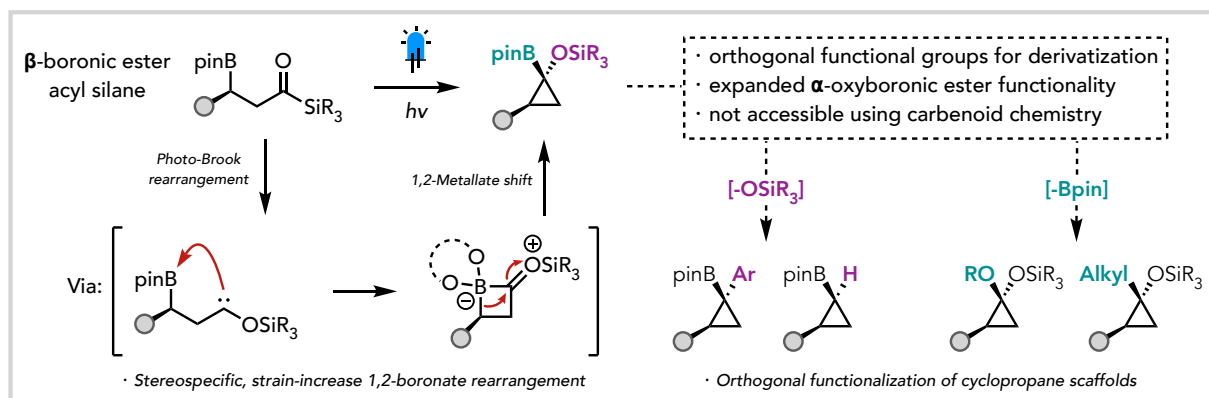 β-boronic ester
acyl silane
pinB
O
SiR3
hv
pinB
OSiR3
· orthogonal functional groups for derivatization
· expanded α-oxyboronic ester functionality
· not accessible using carbenoid chemistry
Photo-Brook
rearrangement
1,2-Metallate shift
[-OSiR3]
[-Bpin]
Via:
pinB
OSiR3
O
O
B
O
SiR3
pinB
Ar
pinB
H
RO
OSiR3
Alkyl
OSiR3
· Stereospecific, strain-increase 1,2-boronate rearrangement
· Orthogonal functionalization of cyclopropane scaffolds